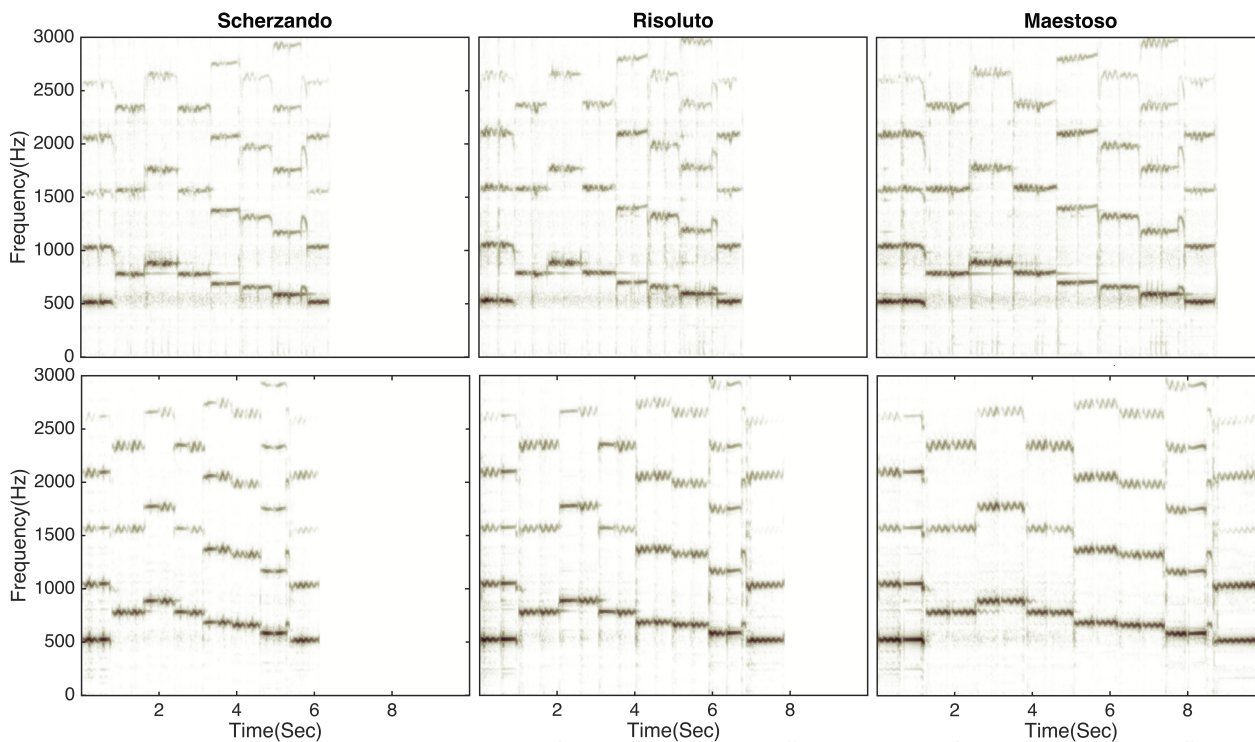 Scherzando Risoluto Maestoso
3000
2500
2000
1500
1000
500
0
Frequency(Hz)
3000
2500
2000
1500
1000
500
0
Frequency(Hz)
2 4 6 8 2 4 6 8 2 4 6 8
Time(Sec) Time(Sec) Time(Sec)